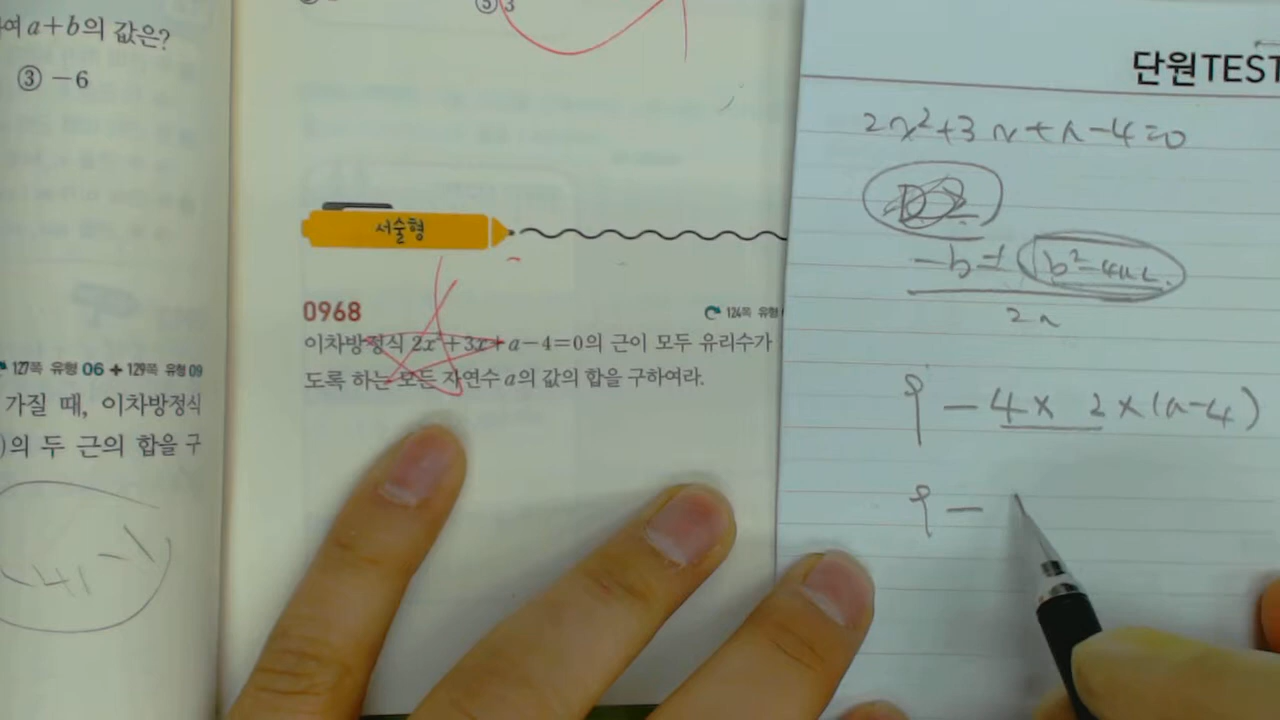 여 a+b의 값은?
③ -6
⑤ 3
서술형
0968
124쪽 유형
이차방정식 2x²+3x+a-4=0의 근이 모두 유리수가
도록 하는 모든 자연수 a의 값의 합을 구하여라.
127쪽 유형 06 + 129쪽 유형 09
가질 때, 이차방정식
)의 두 근의 합을 구
단원TEST
2x²+3x+a-4=0
-b±
b²-4ac
2a
9 - 4× 2×(a-4)
9 -